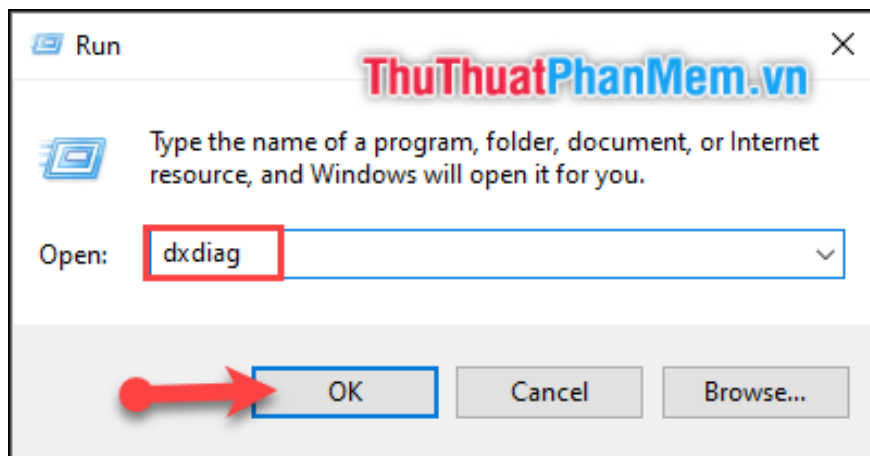 Run
ThuThuatPhanMem.vn
Type the name of a program, folder, document, or Internet
resource, and Windows will open it for you.
Open: dxdiag
OK Cancel Browse...